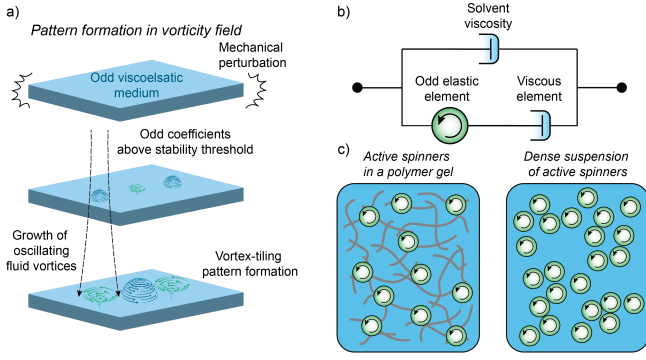 a)
Pattern formation in vorticity field
Mechanical
perturbation
Odd viscoelsatic
medium
Odd coefficients
above stability threshold
Growth of
oscillating
fluid vortices
Vortex-tiling
pattern formation
b)
Solvent
viscosity
Odd elastic
element
Viscous
element
c)
Active spinners
in a polymer gel
Dense suspension
of active spinners